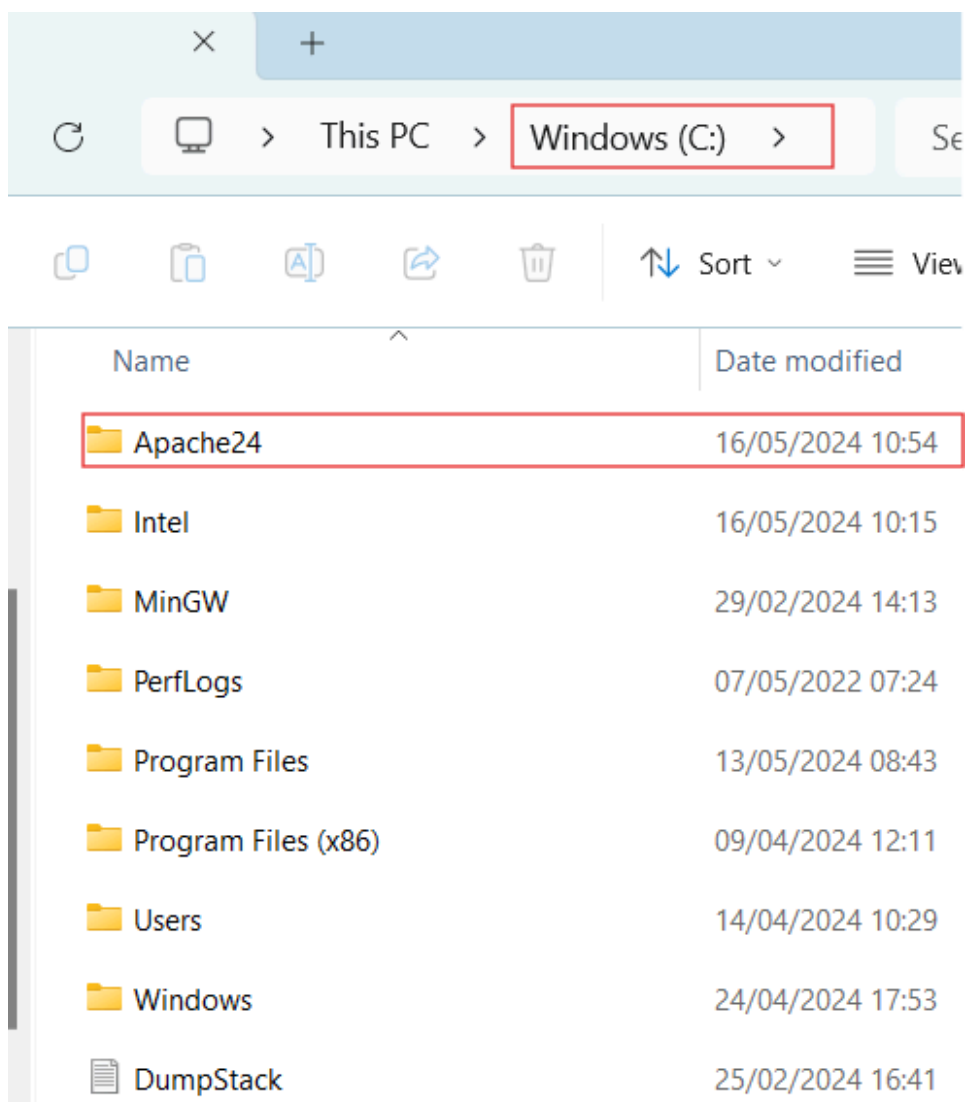 This PC > Windows (C:) > Se
Sort View
Name Date modified
Apache24 16/05/2024 10:54
Intel 16/05/2024 10:15
MinGW 29/02/2024 14:13
PerfLogs 07/05/2022 07:24
Program Files 13/05/2024 08:43
Program Files (x86) 09/04/2024 12:11
Users 14/04/2024 10:29
Windows 24/04/2024 17:53
DumpStack 25/02/2024 16:41